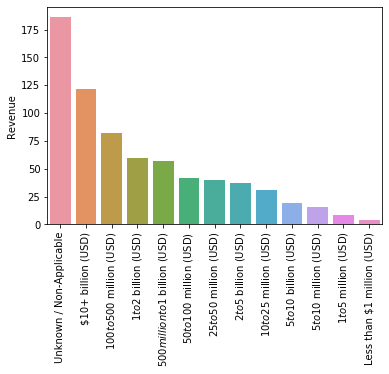 Revenue
175
150
125
100
75
50
25
0
Unknown / Non-Applicable
$10+ billion (USD)
100to500 million (USD)
1to2 billion (USD)
500millionto1 billion (USD)
50to100 million (USD)
25to50 million (USD)
2to5 billion (USD)
10to25 million (USD)
5to10 billion (USD)
5to10 million (USD)
1to5 million (USD)
Less than $1 million (USD)